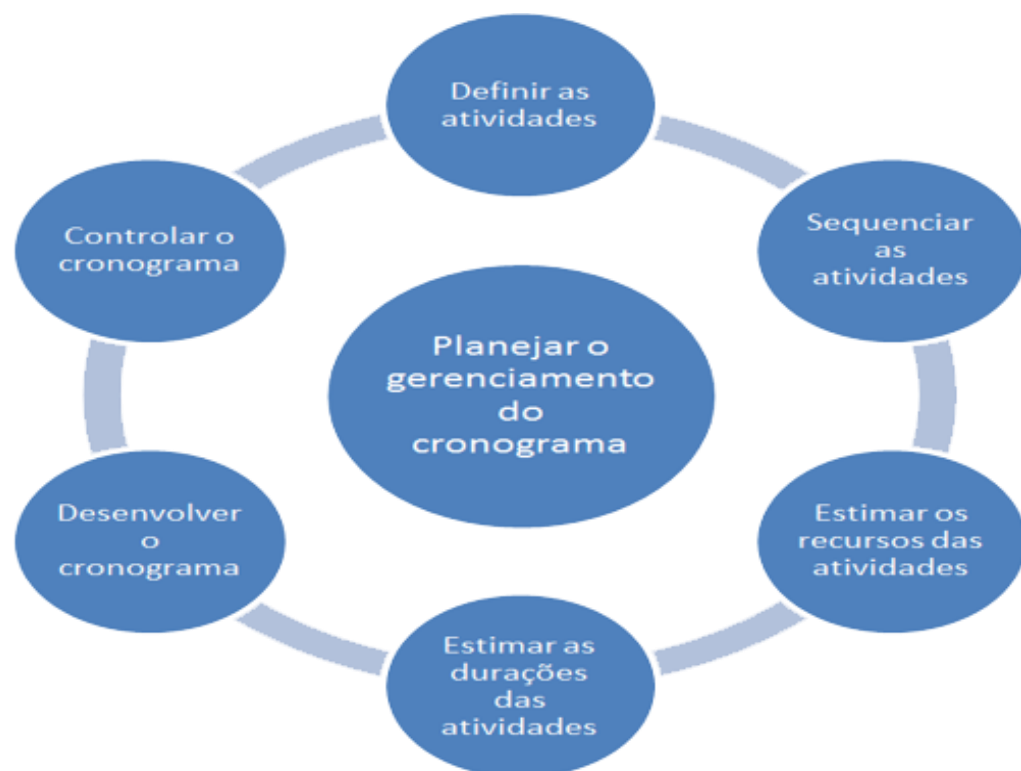 Definir as
atividades
Sequenciar
as
atividades
Estimar os
recursos das
atividades
Estimar as
durações
das
atividades
Desenvolver
o
cronograma
Controlar o
cronograma
Planejar o
gerenciamento
do
cronograma